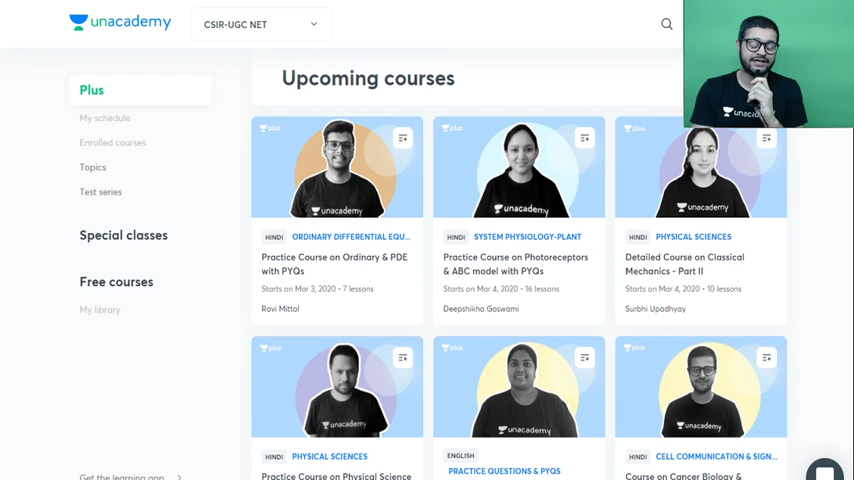 unacademy
CSIR-UGC NET
Plus
My schedule
Enrolled courses
Topics
Test series
Special classes
Free courses
My library
Get the learning app
Upcoming courses
plus
unacademy
HINDI ORDINARY DIFFERENTIAL EQU...
Practice Course on Ordinary & PDE
with PYQs
Starts on Mar 3, 2020 • 7 lessons
Ravi Mittal
plus
unacademy
HINDI SYSTEM PHYSIOLOGY-PLANT
Practice Course on Photoreceptors
& ABC model with PYQs
Starts on Mar 4, 2020 • 16 lessons
Deepshikha Goswami
plus
unacademy
HINDI PHYSICAL SCIENCES
Detailed Course on Classical
Mechanics - Part II
Starts on Mar 4, 2020 • 10 lessons
Surbhi Upadhyay
plus
unacademy
HINDI PHYSICAL SCIENCES
Practice Course on Physical Science
plus
unacademy
ENGLISH
PRACTICE QUESTIONS & PYQS
plus
unacademy
HINDI CELL COMMUNICATION & SIGN...
Course on Cancer Biology &